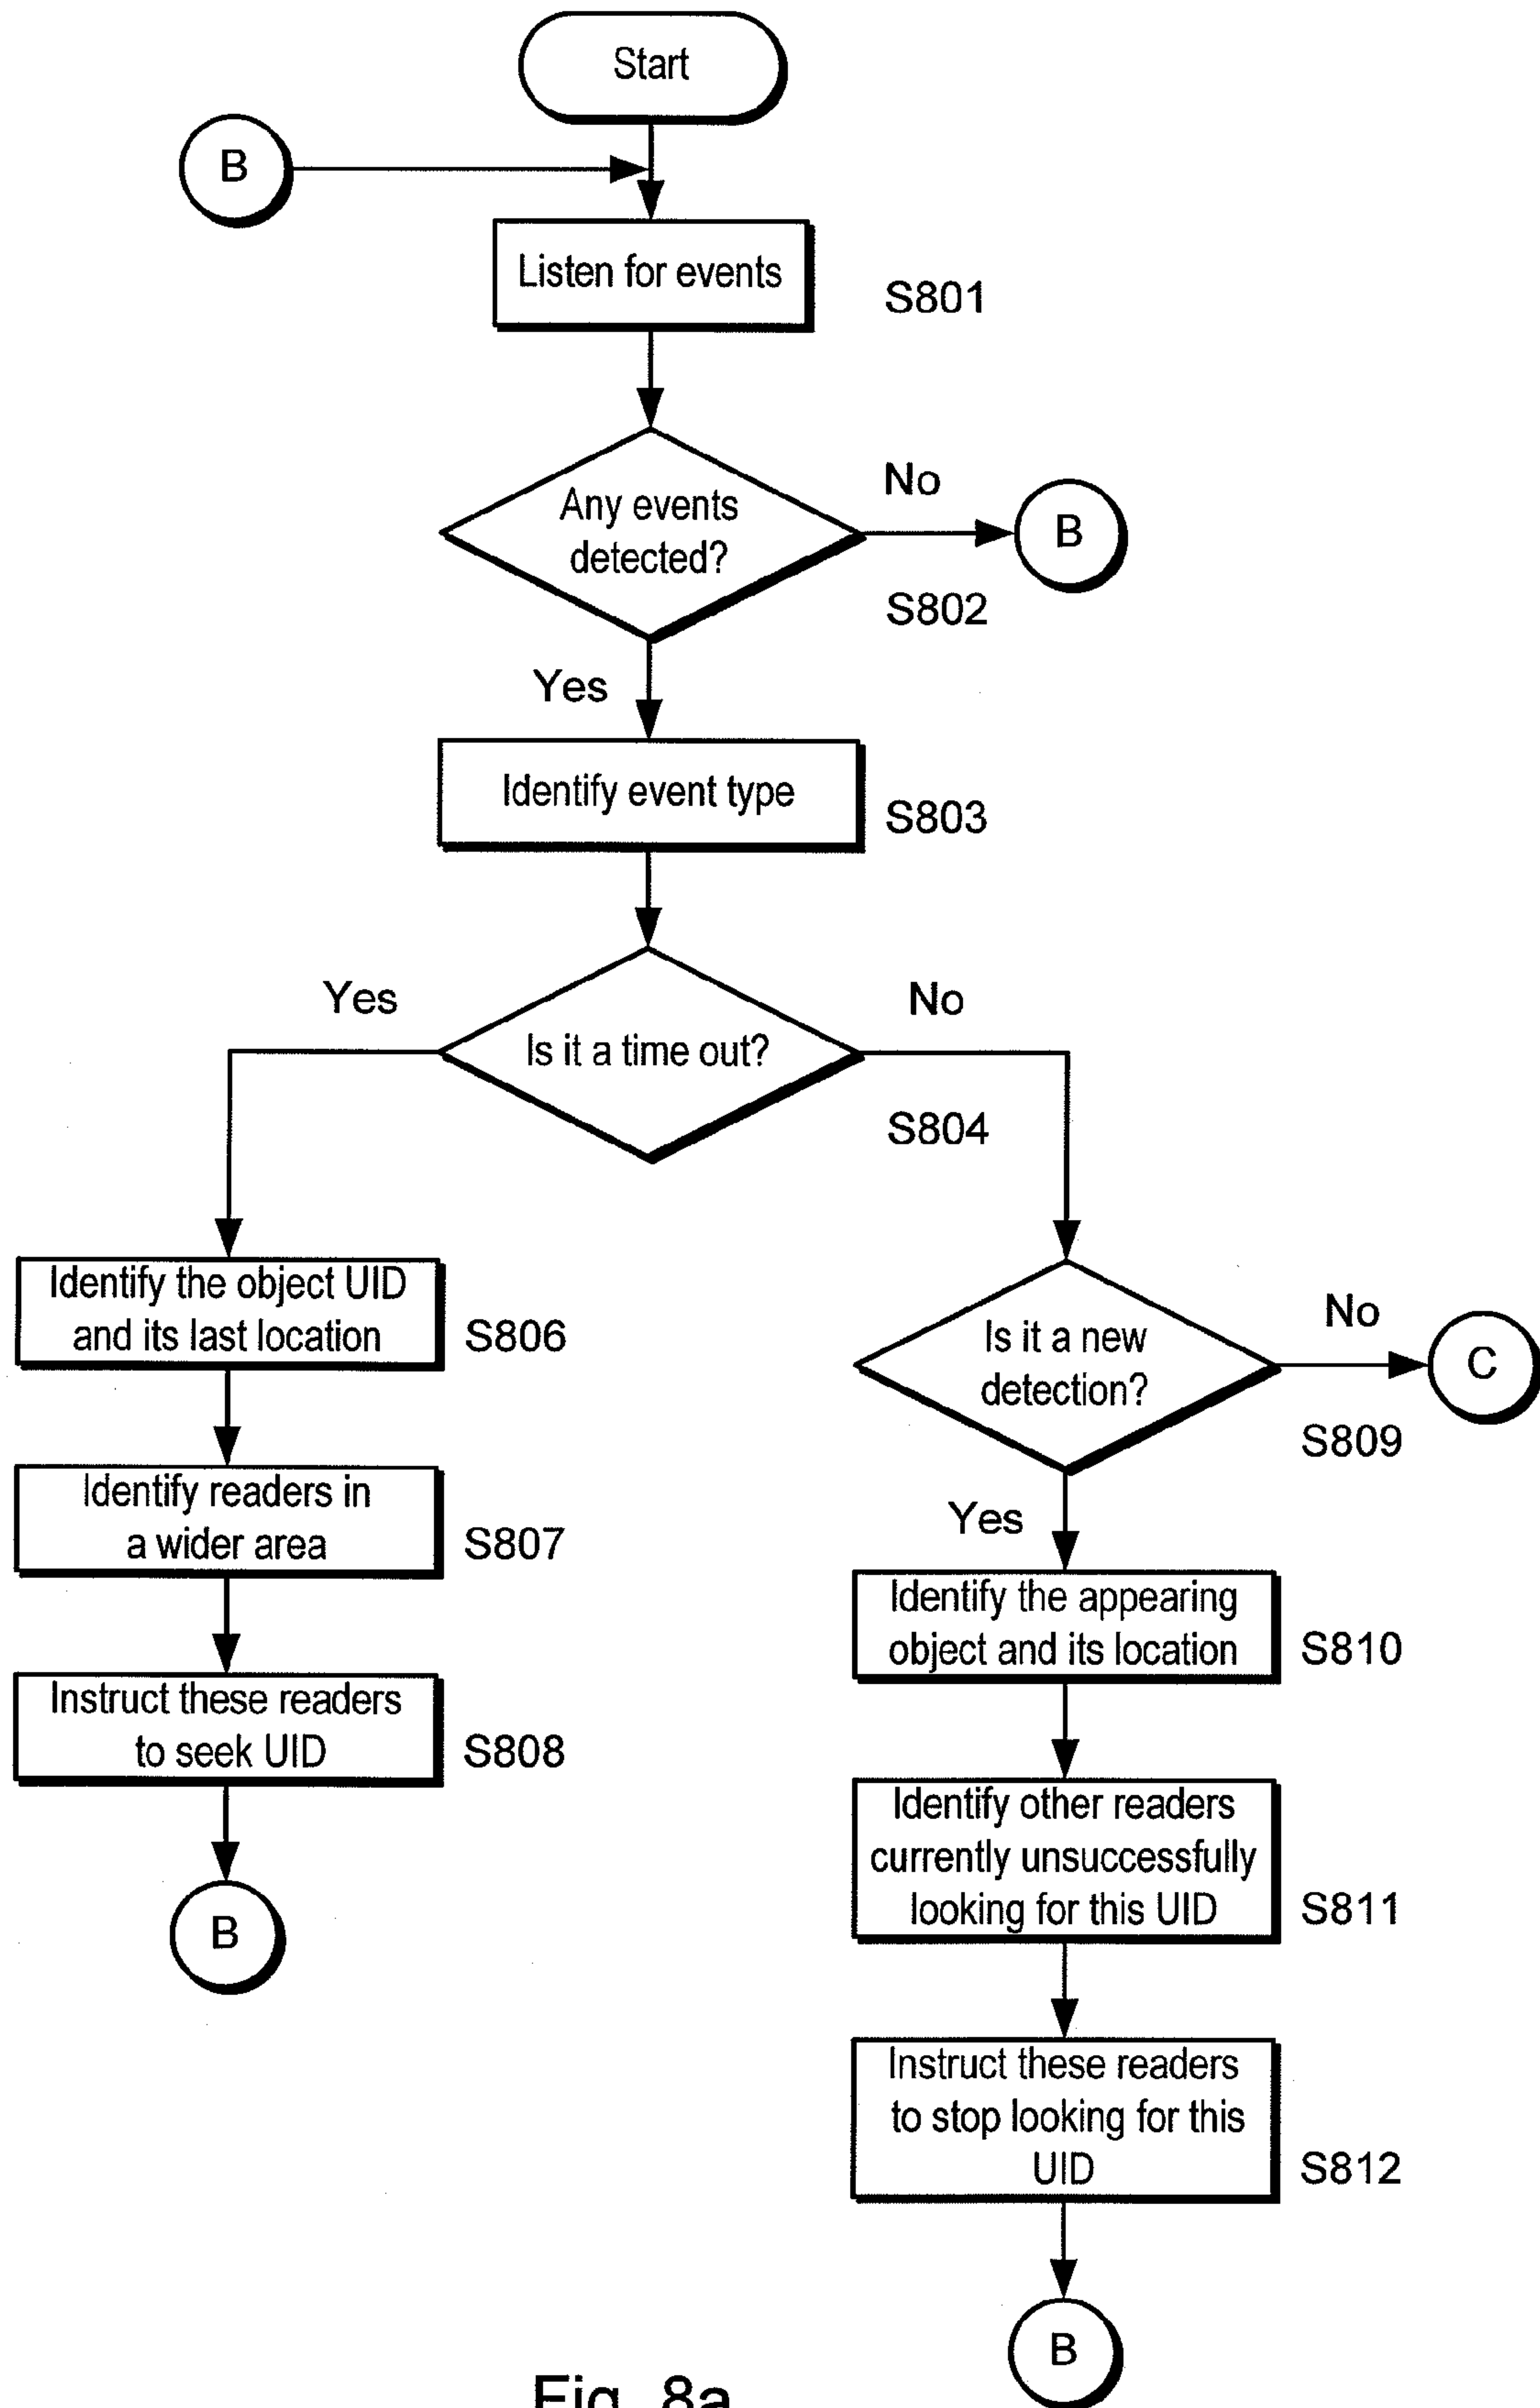 Start
B
Listen for events
S801
Any events
detected?
No
B
S802
Yes
Identify event type
S803
Yes
No
Is it a time out?
S804
Identify the object UID
and its last location
S806
Identify readers in
a wider area
S807
Instruct these readers
to seek UID
S808
B
Is it a new
detection?
No
C
S809
Yes
Identify the appearing
object and its location
S810
Identify other readers
currently unsuccessfully
looking for this UID
S811
Instruct these readers
to stop looking for this
UID
S812
B
Fig. 8a